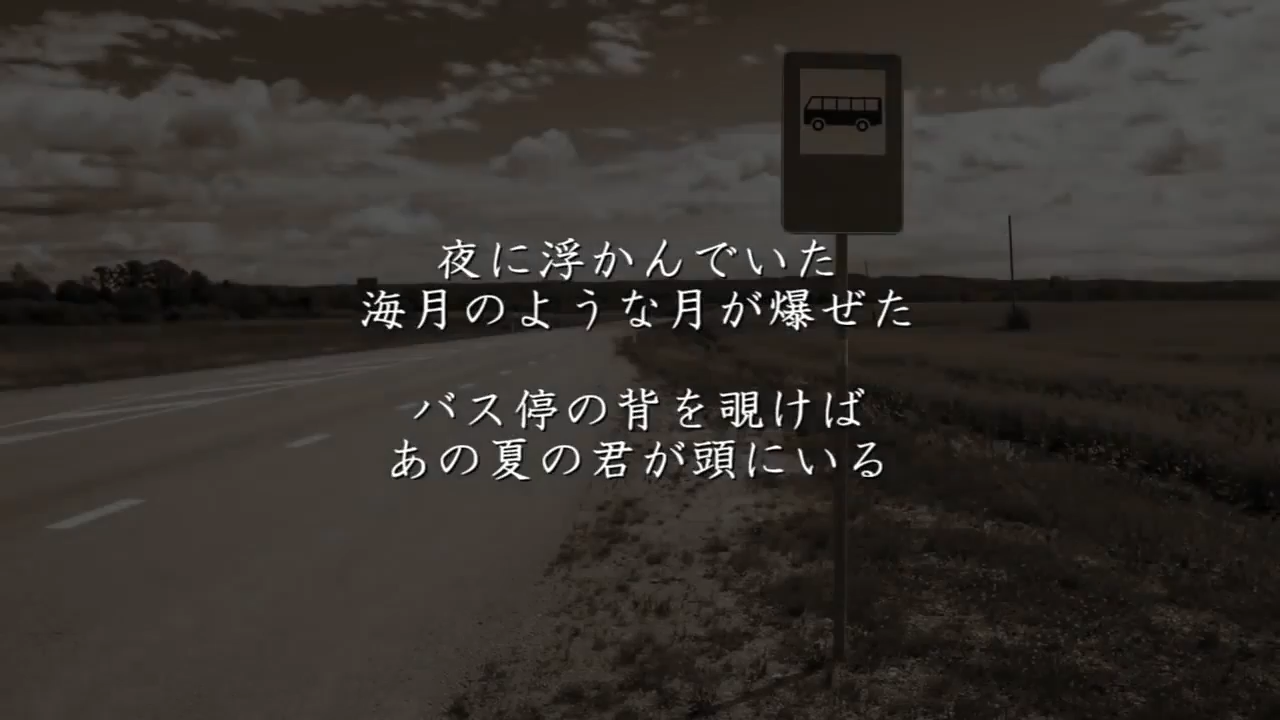 夜に浮かんでいた
海月のような月が爆ぜた
バス停の背を覗けば
あの夏の君が頭にいる